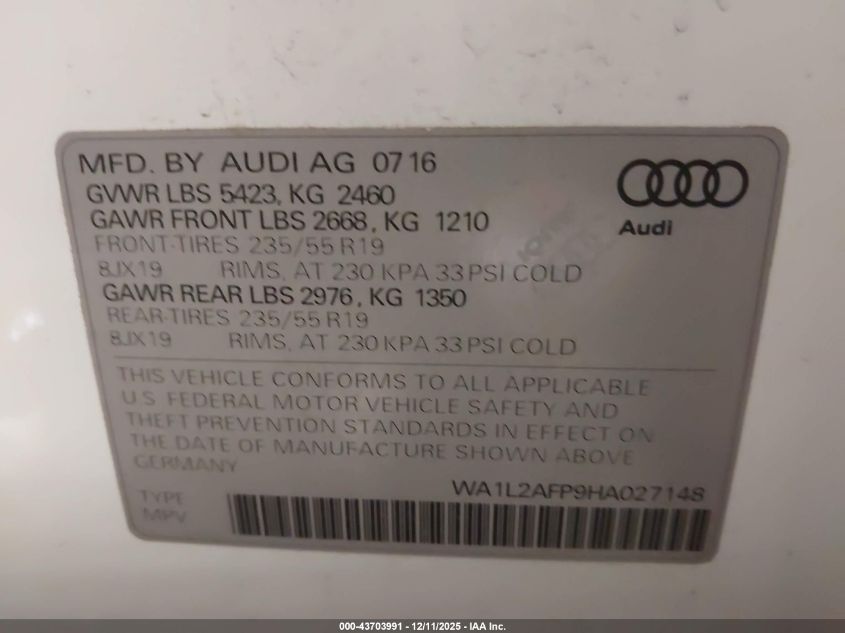 MFD. BY AUDI AG 07 16
GVWR LBS 5423, KG 2460
GAWR FRONT LBS 2668, KG 1210
FRONT-TIRES 235/55 R19
8JX19 RIMS, AT 230 KPA 33 PSI COLD
GAWR REAR LBS 2976, KG 1350
REAR-TIRES 235/55 R19
8JX19 RIMS, AT 230 KPA 33 PSI COLD
Audi
THIS VEHICLE CONFORMS TO ALL APPLICABLE
U.S. FEDERAL MOTOR VEHICLE SAFETY AND
THEFT PREVENTION STANDARDS IN EFFECT ON
THE DATE OF MANUFACTURE SHOWN ABOVE
GERMANY
WA1L2AFP9HA027148
TYPE
MPV
000-43703991 - 12/11/2025 - IAA Inc.